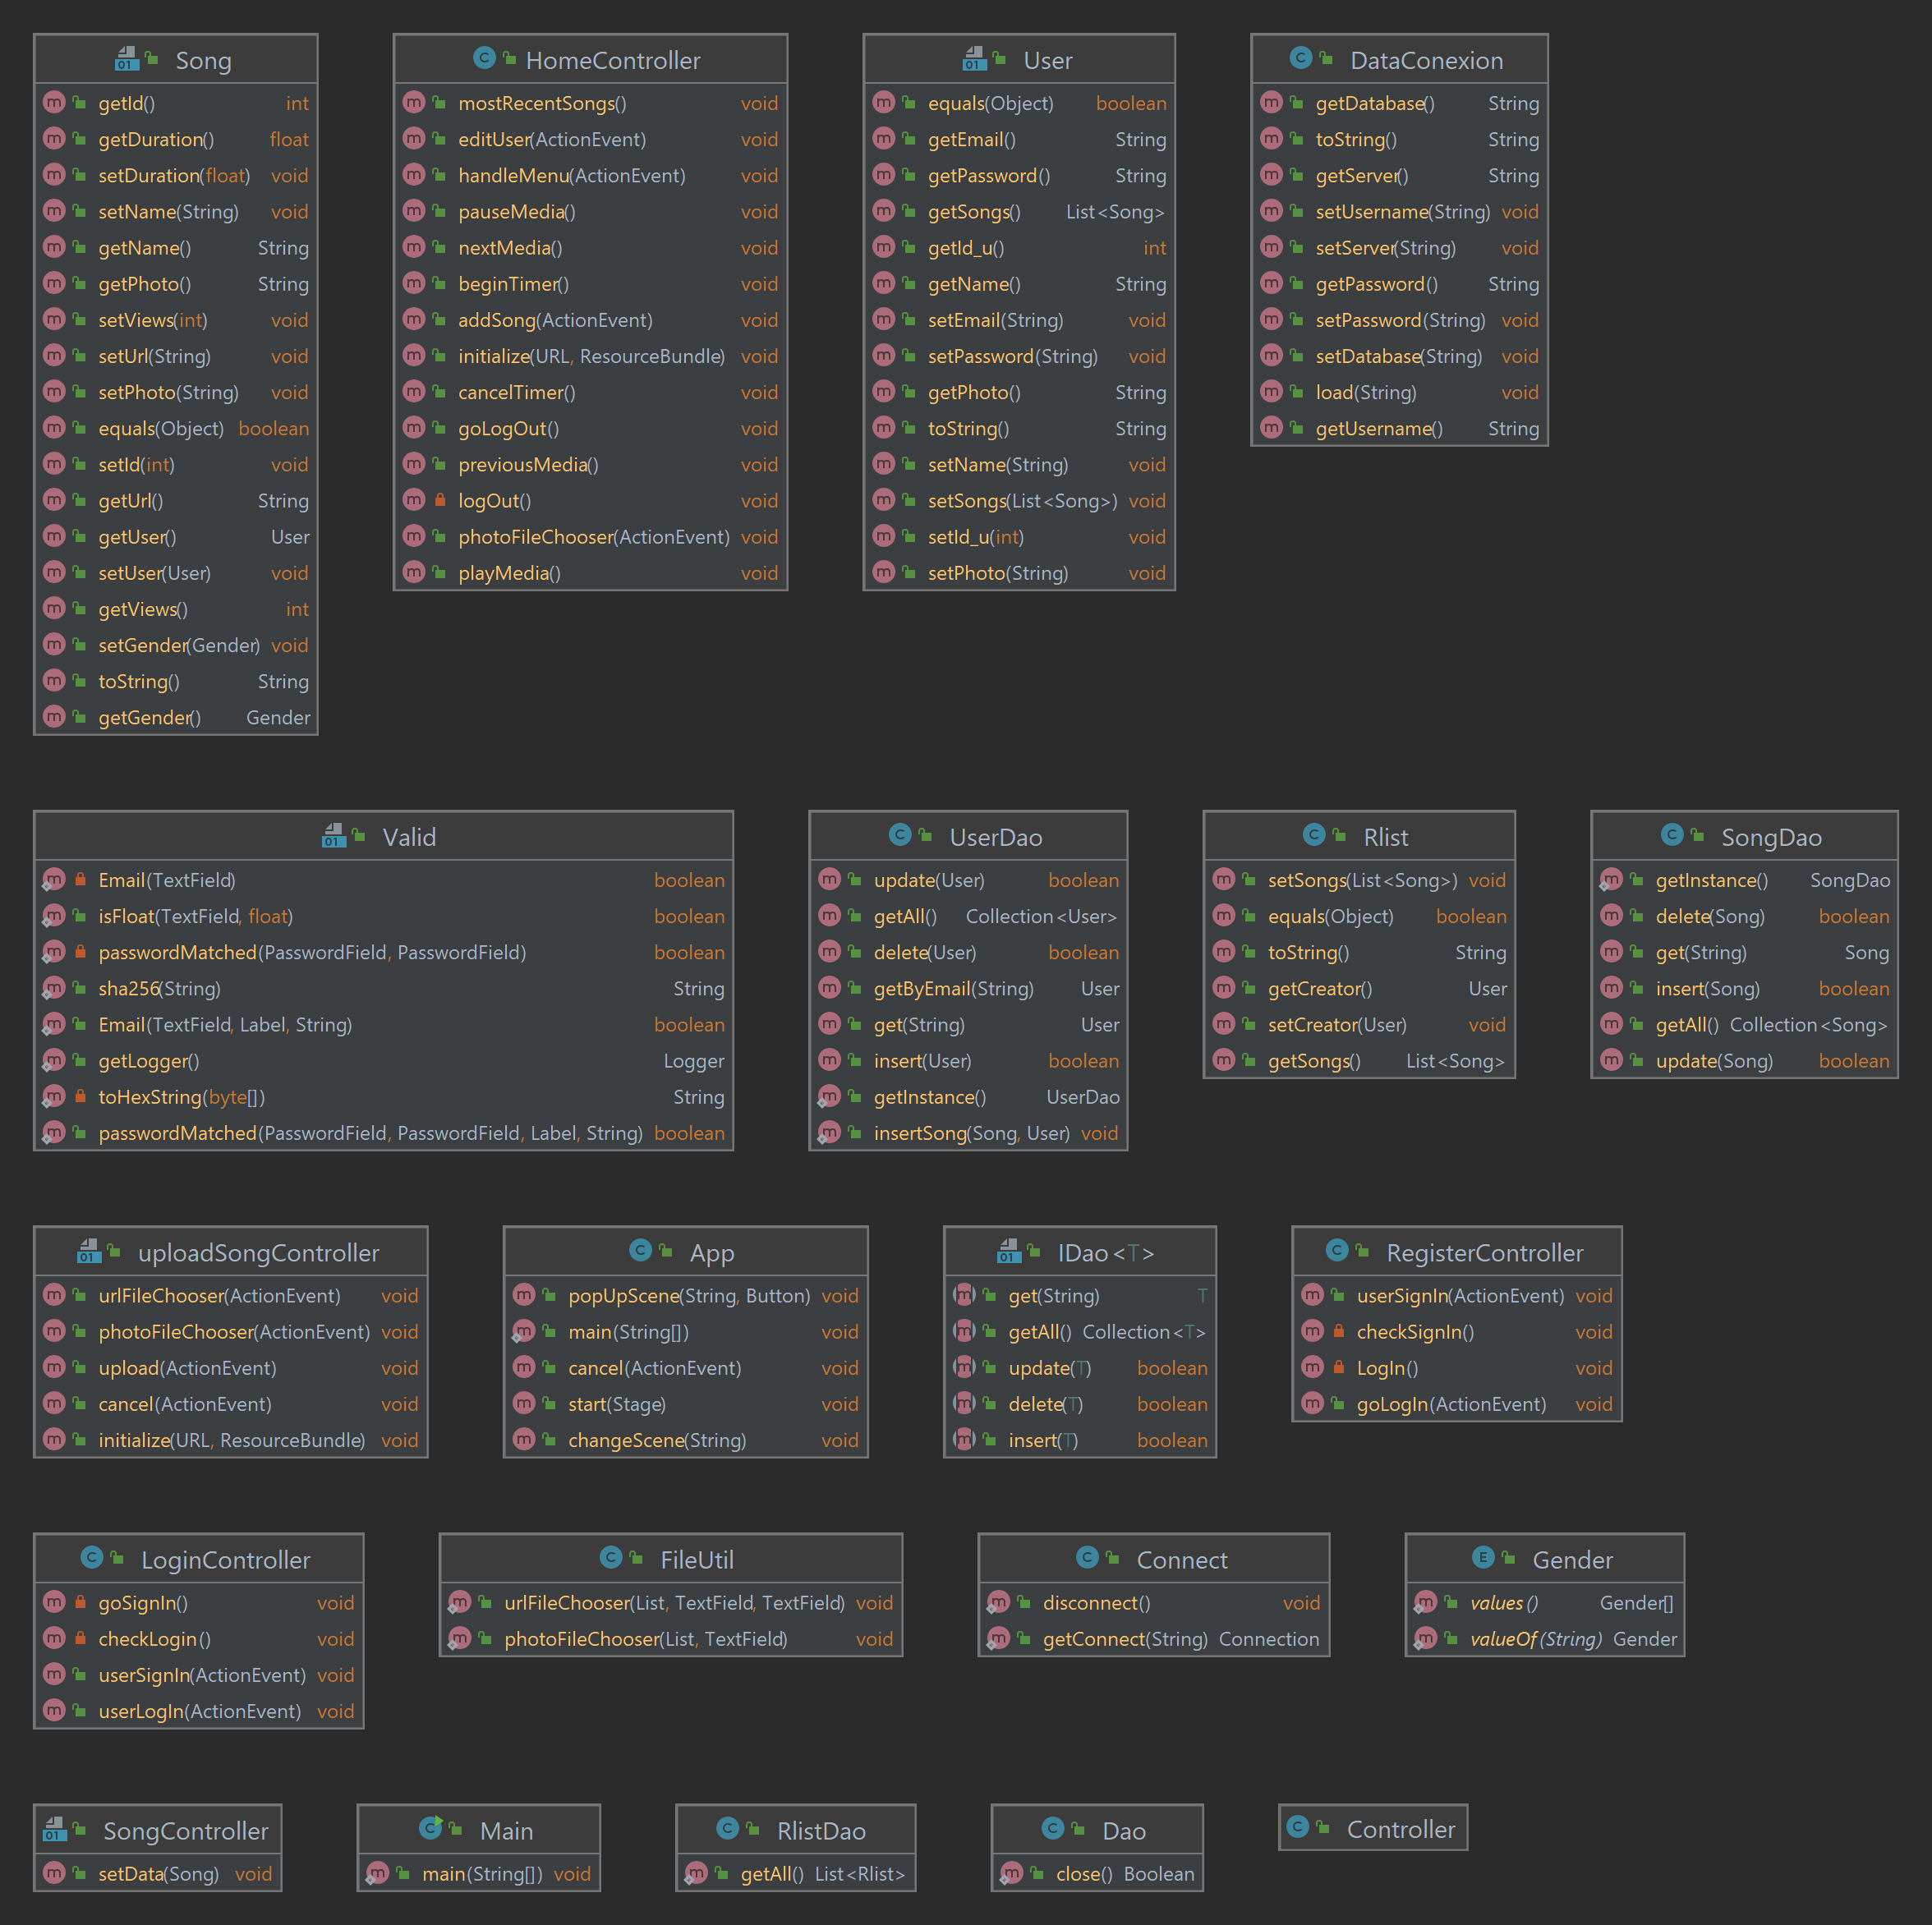 Song
getId() int
getDuration() float
setDuration(float) void
setName(String) void
getName() String
getPhoto() String
setViews(int) void
setUrl(String) void
setPhoto(String) void
equals(Object) boolean
setId(int) void
getUrl() String
getUser() User
setUser(User) void
getViews() int
setGender(Gender) void
toString() String
getGender() Gender
HomeController
mostRecentSongs() void
editUser(ActionEvent) void
handleMenu(ActionEvent) void
pauseMedia() void
nextMedia() void
beginTimer() void
addSong(ActionEvent) void
initialize(URL, ResourceBundle) void
cancelTimer() void
goLogOut() void
previousMedia() void
logOut() void
photoFileChooser(ActionEvent) void
playMedia() void
User
equals(Object) boolean
getEmail() String
getPassword() String
getSongs() List<Song>
getId_u() int
getName() String
setEmail(String) void
setPassword(String) void
getPhoto() String
toString() String
setName(String) void
setSongs(List<Song>) void
setId_u(int) void
setPhoto(String) void
DataConexion
getDatabase() String
toString() String
getServer() String
setUsername(String) void
setServer(String) void
getPassword() String
setPassword(String) void
setDatabase(String) void
load(String) void
getUsername() String
Valid
Email(TextField) boolean
isFloat(TextField, float) boolean
passwordMatched(PasswordField, PasswordField) boolean
sha256(String) String
Email(TextField, Label, String) boolean
getLogger() Logger
toHexString(byte[]) String
passwordMatched(PasswordField, PasswordField, Label, String) boolean
UserDao
update(User) boolean
getAll() Collection<User>
delete(User) boolean
getByEmail(String) User
get(String) User
insert(User) boolean
getInstance() UserDao
insertSong(Song, User) void
Rlist
setSongs(List<Song>) void
equals(Object) boolean
toString() String
getCreator() User
setCreator(User) void
getSongs() List<Song>
SongDao
getInstance() SongDao
delete(Song) boolean
get(String) Song
insert(Song) boolean
getAll() Collection<Song>
update(Song) boolean
uploadSongController
urlFileChooser(ActionEvent) void
photoFileChooser(ActionEvent) void
upload(ActionEvent) void
cancel(ActionEvent) void
initialize(URL, ResourceBundle) void
App
popUpScene(String, Button) void
main(String[]) void
cancel(ActionEvent) void
start(Stage) void
changeScene(String) void
IDao<T>
get(String) T
getAll() Collection<T>
update(T) boolean
delete(T) boolean
insert(T) boolean
RegisterController
userSignIn(ActionEvent) void
checkSignIn() void
LogIn() void
goLogIn(ActionEvent) void
LoginController
goSignIn() void
checkLogin() void
userSignIn(ActionEvent) void
userLogIn(ActionEvent) void
FileUtil
urlFileChooser(List, TextField, TextField) void
photoFileChooser(List, TextField) void
Connect
disconnect() void
getConnect(String) Connection
Gender
values() Gender[]
valueOf(String) Gender
SongController
setData(Song) void
Main
main(String[]) void
RlistDao
getAll() List<Rlist>
Dao
close() Boolean
Controller